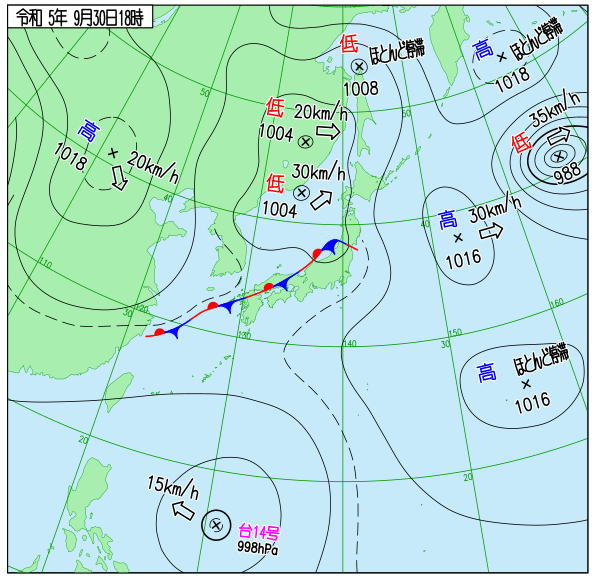 令和 5年 9月30日18時
低
ほとんど停滞
1008
高
ほとんど停滞
1018
50
低
20km/h
1004
50
35km/h
低
988
高
1018
20km/h
40
低
30km/h
1004
40
高
30km/h
1016
40
110
30
120
130
140
30
150
160
高
ほとんど停滞
1016
20
20
15km/h
台14号
998hPa